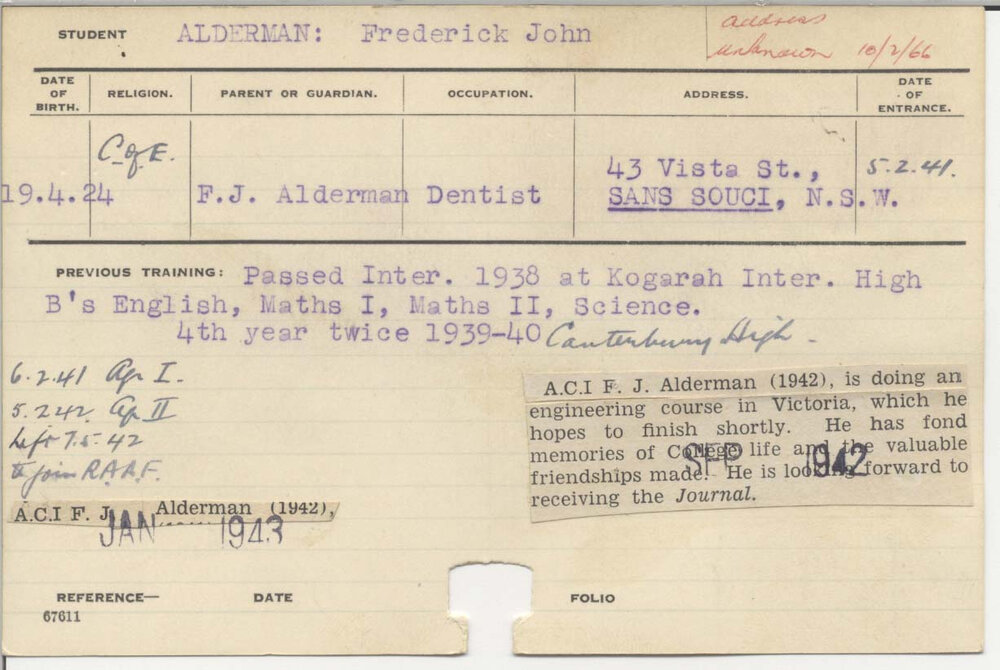 STUDENT ALDERMAN: Frederick John
address
unknown 10/2/66
DATE OF BIRTH. RELIGION. PARENT OR GUARDIAN. OCCUPATION. ADDRESS. DATE OF ENTRANCE.
C. of E.
43 Vista St., 5.2.41.
19.4.24 F.J. Alderman Dentist SANS SOUCI, N.S.W.
PREVIOUS TRAINING: Passed Inter. 1938 at Kogarah Inter. High
B's English, Maths I, Maths II, Science.
4th year twice 1939-40 Canterbury High -
6.2.41 Ag I.
5.2.42. Ag II
Left 7.5.42
to join R.A.A.F.
A.C.I F. J. Alderman (1942),
JAN 1943
A.C.I F. J. Alderman (1942), is doing an
engineering course in Victoria, which he
hopes to finish shortly. He has fond
memories of College life and the valuable
friendships made. He is looking forward to
receiving the Journal.
SEP 1942
REFERENCE— DATE FOLIO
67611